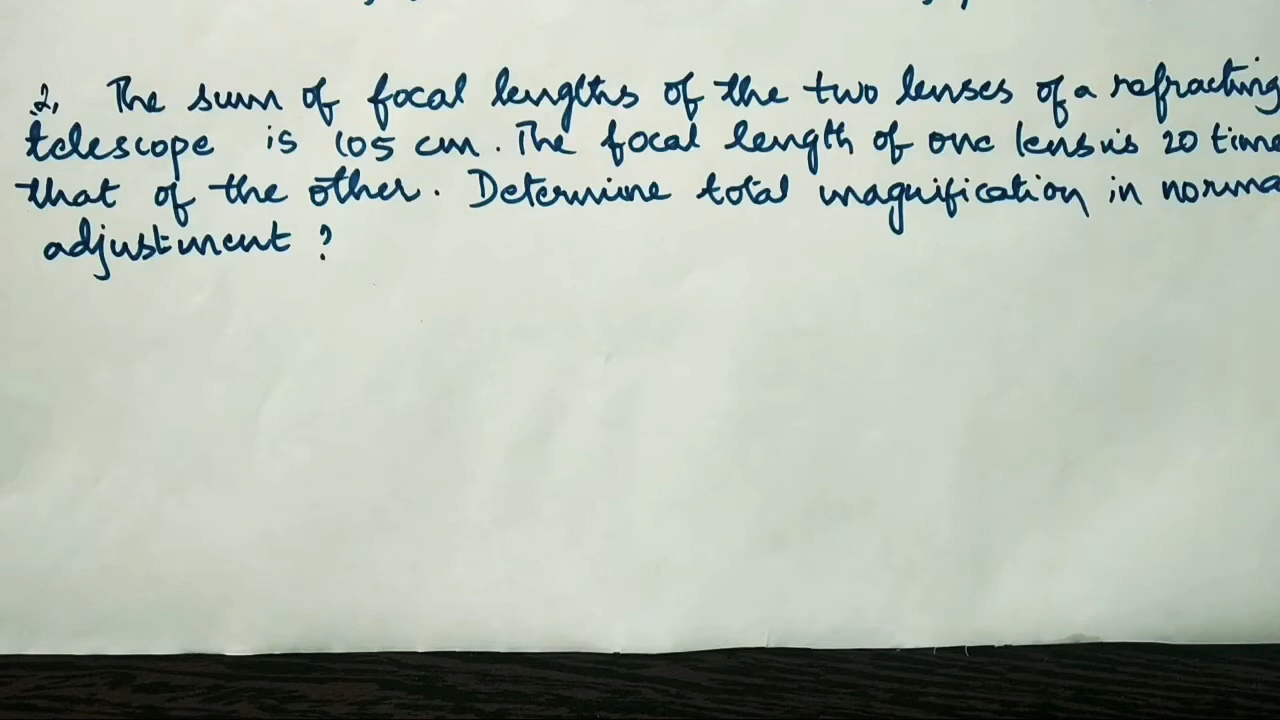 2. The sum of focal lengths of the two lenses of a refracting
telescope is 105 cm. The focal length of one lens is 20 time
that of the other. Determine total magnification in norma
adjustment ?